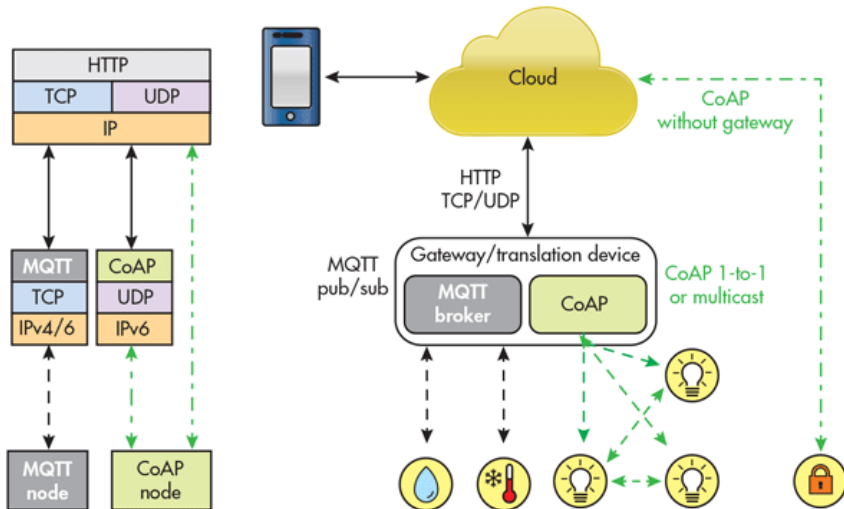 HTTP
TCP
UDP
IP
MQTT
TCP
IPv4/6
CoAP
UDP
IPv6
MQTT
node
CoAP
node
Cloud
CoAP
without gateway
HTTP
TCP/UDP
MQTT
pub/sub
Gateway/translation device
MQTT
broker
CoAP
CoAP 1-to-1
or multicast